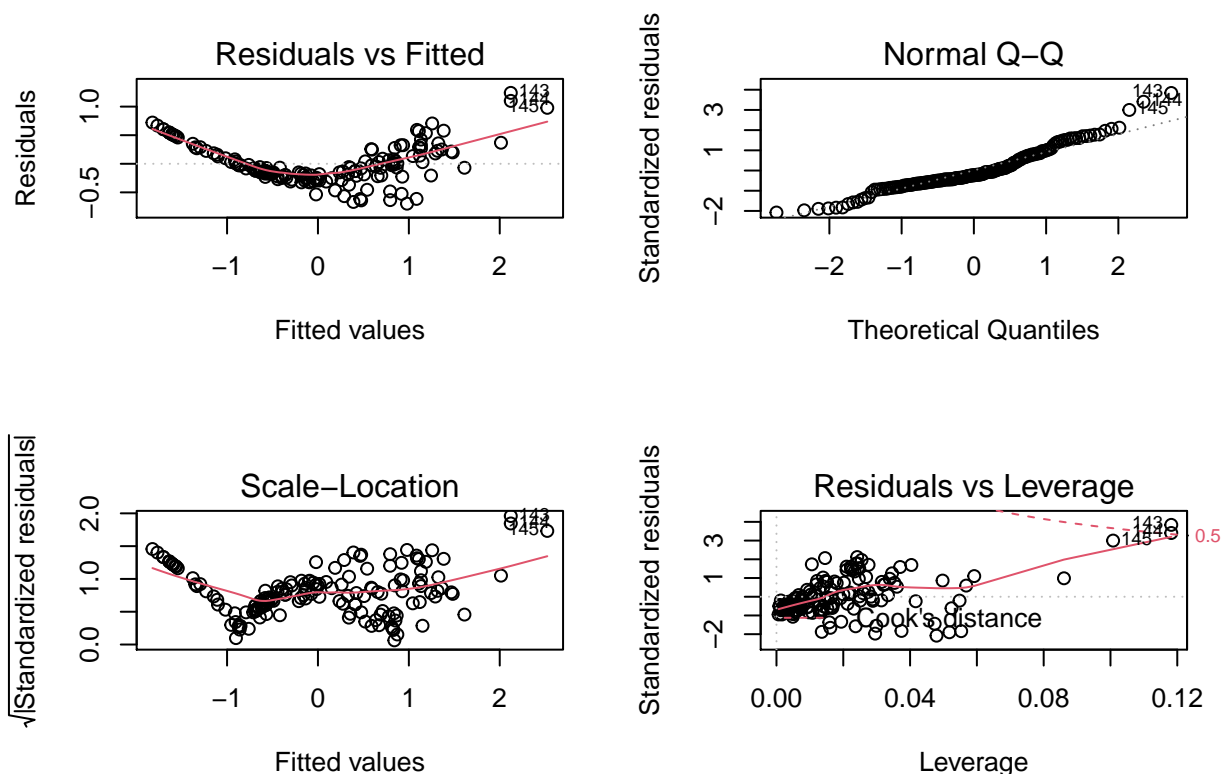 Residuals vs Fitted
Residuals
1.0
−0.5
143
144
145
−1 0 1 2
Fitted values
Normal Q−Q
Standardized residuals
3
1
−2
143
144
145
−2 −1 0 1 2
Theoretical Quantiles
Scale−Location
√|Standardized residuals|
2.0
1.0
0.0
143
144
145
−1 0 1 2
Fitted values
Residuals vs Leverage
Standardized residuals
3
1
−2
143
144
145
0.5
Cook's distance
0.00 0.04 0.08 0.12
Leverage